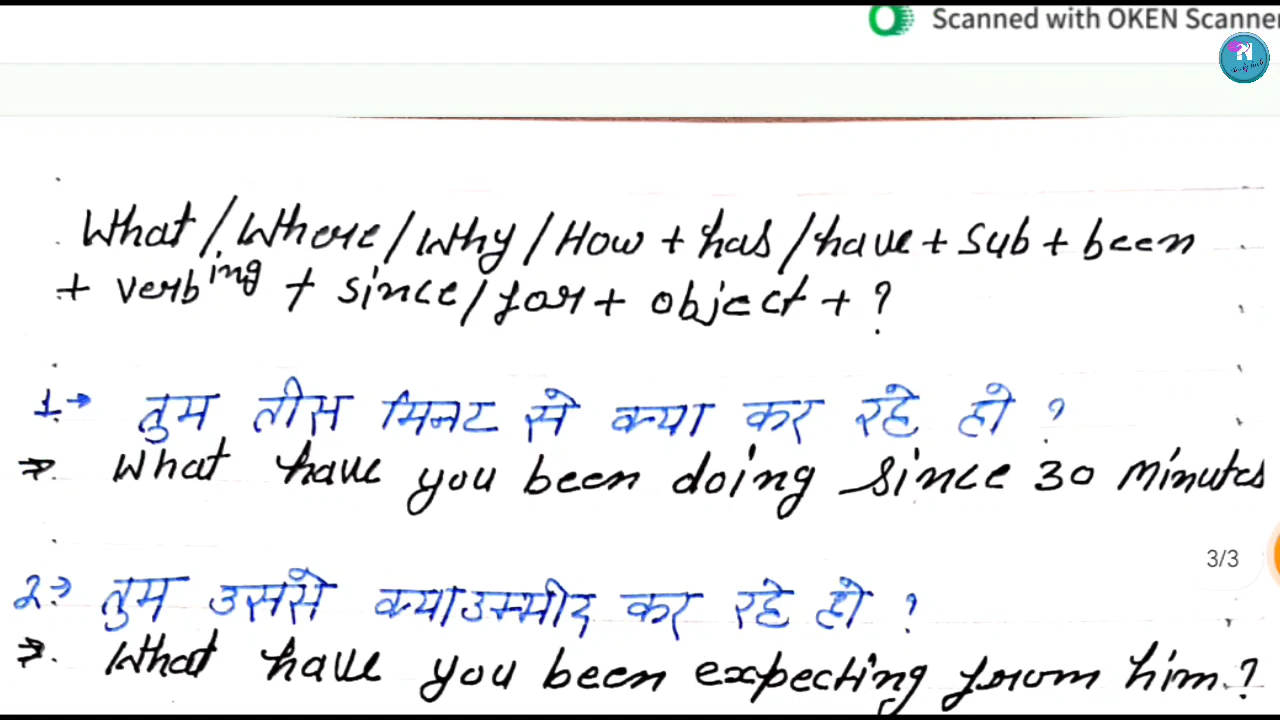 Scanned with OKEN Scanner
What / Where / Why / How + has / have + Sub + been
+ verb ing + since / for + object + ?
1→ तुम तीस मिनट से क्या कर रहे हो ?
⇒ What have you been doing since 30 minutes
3/3
2→ तुम उससे क्या उम्मीद कर रहे हो ?
⇒ What have you been expecting from him ?